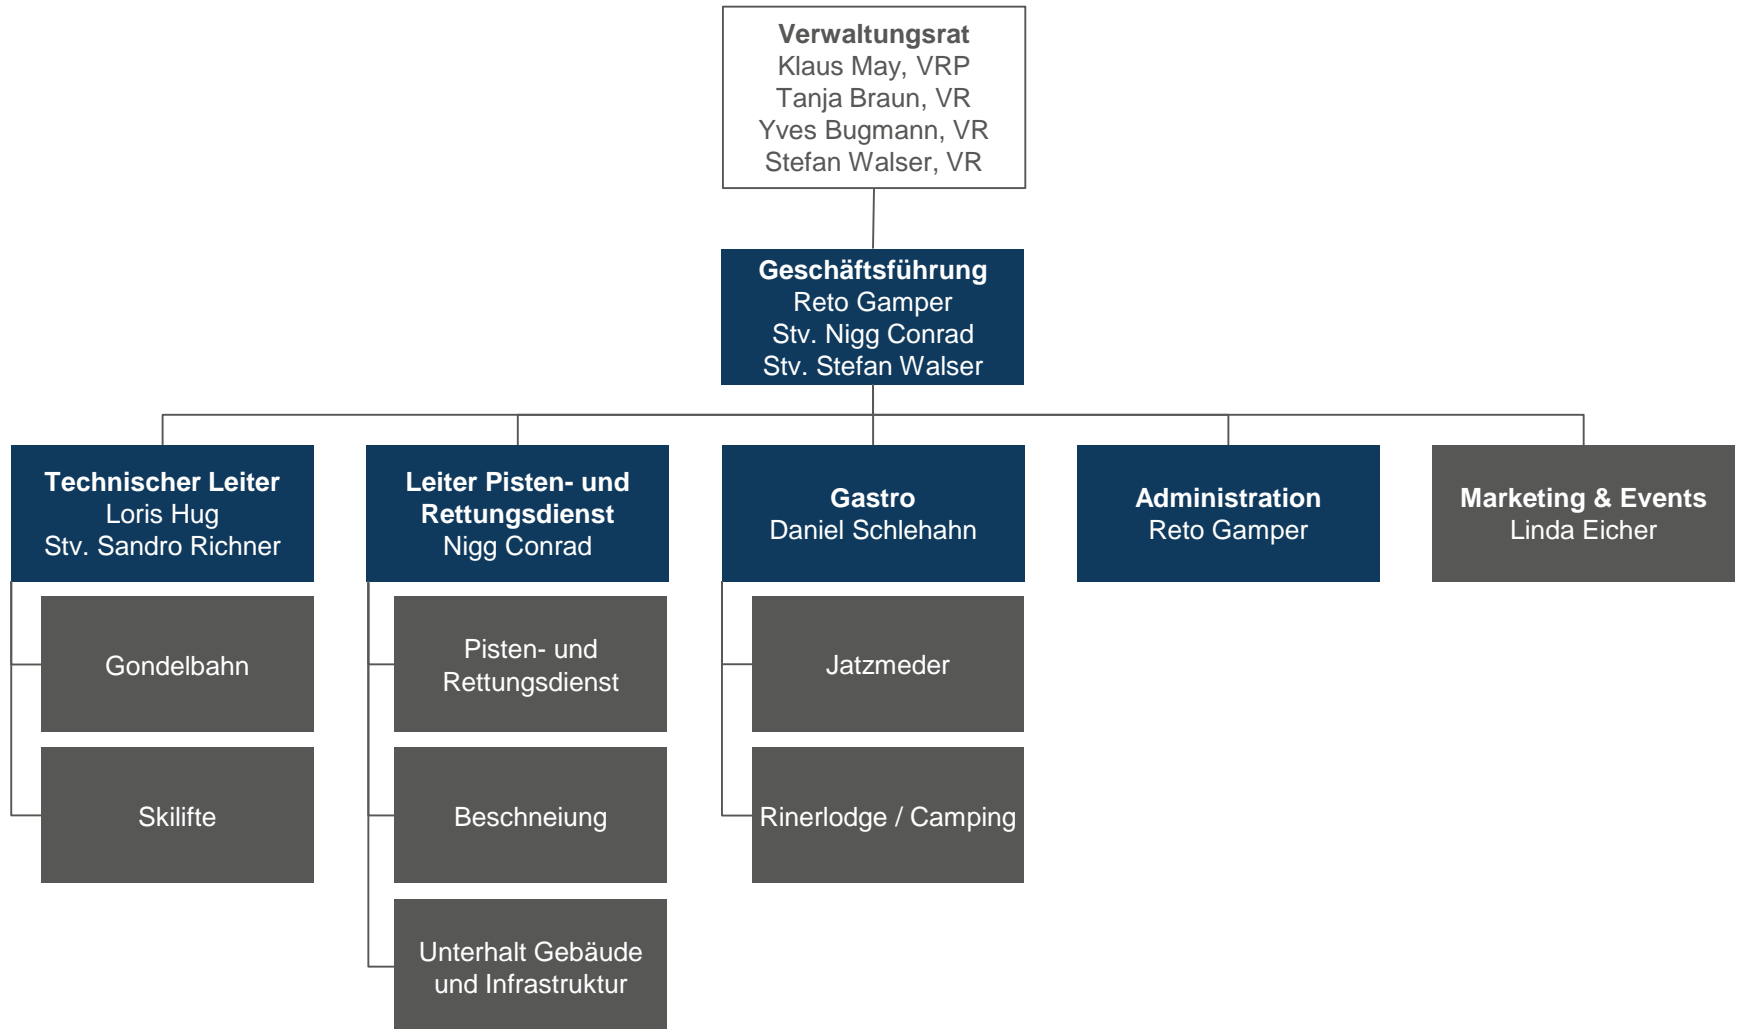 Verwaltungsrat
Klaus May, VRP
Tanja Braun, VR
Yves Bugmann, VR
Stefan Walser, VR
Geschäftsführung
Reto Gamper
Stv. Nigg Conrad
Stv. Stefan Walser
Technischer Leiter
Loris Hug
Stv. Sandro Richner
Leiter Pisten- und
Rettungsdienst
Nigg Conrad
Gastro
Daniel Schlehahn
Administration
Reto Gamper
Marketing & Events
Linda Eicher
Gondelbahn
Skilifte
Pisten- und
Rettungsdienst
Beschneiung
Unterhalt Gebäude
und Infrastruktur
Jatzmeder
Rinerlodge / Camping